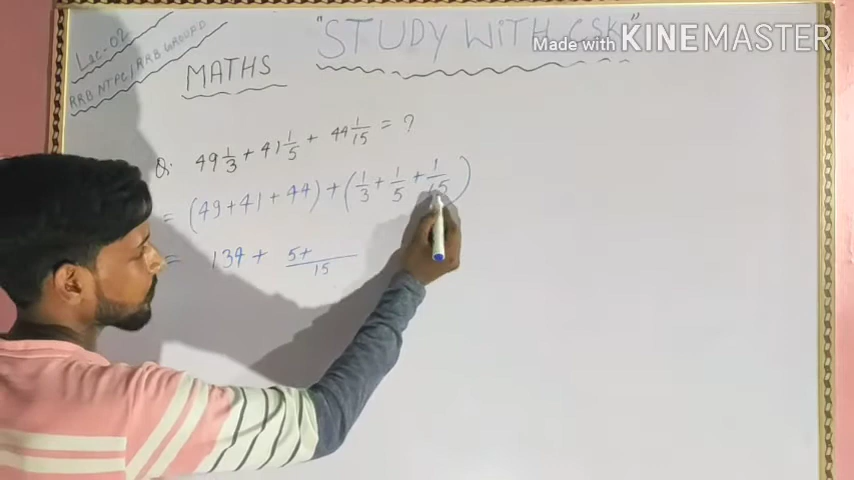 Lec-02
RRB NTPC/RRB GROUP D
MATHS
"STUDY WITH CSK"
Made with KINEMASTER
Q. 49 1/3 + 41 1/5 + 44 1/15 = ?
= (49+41+44) + (1/3 + 1/5 + 1/15)
= 134 + 5+/15